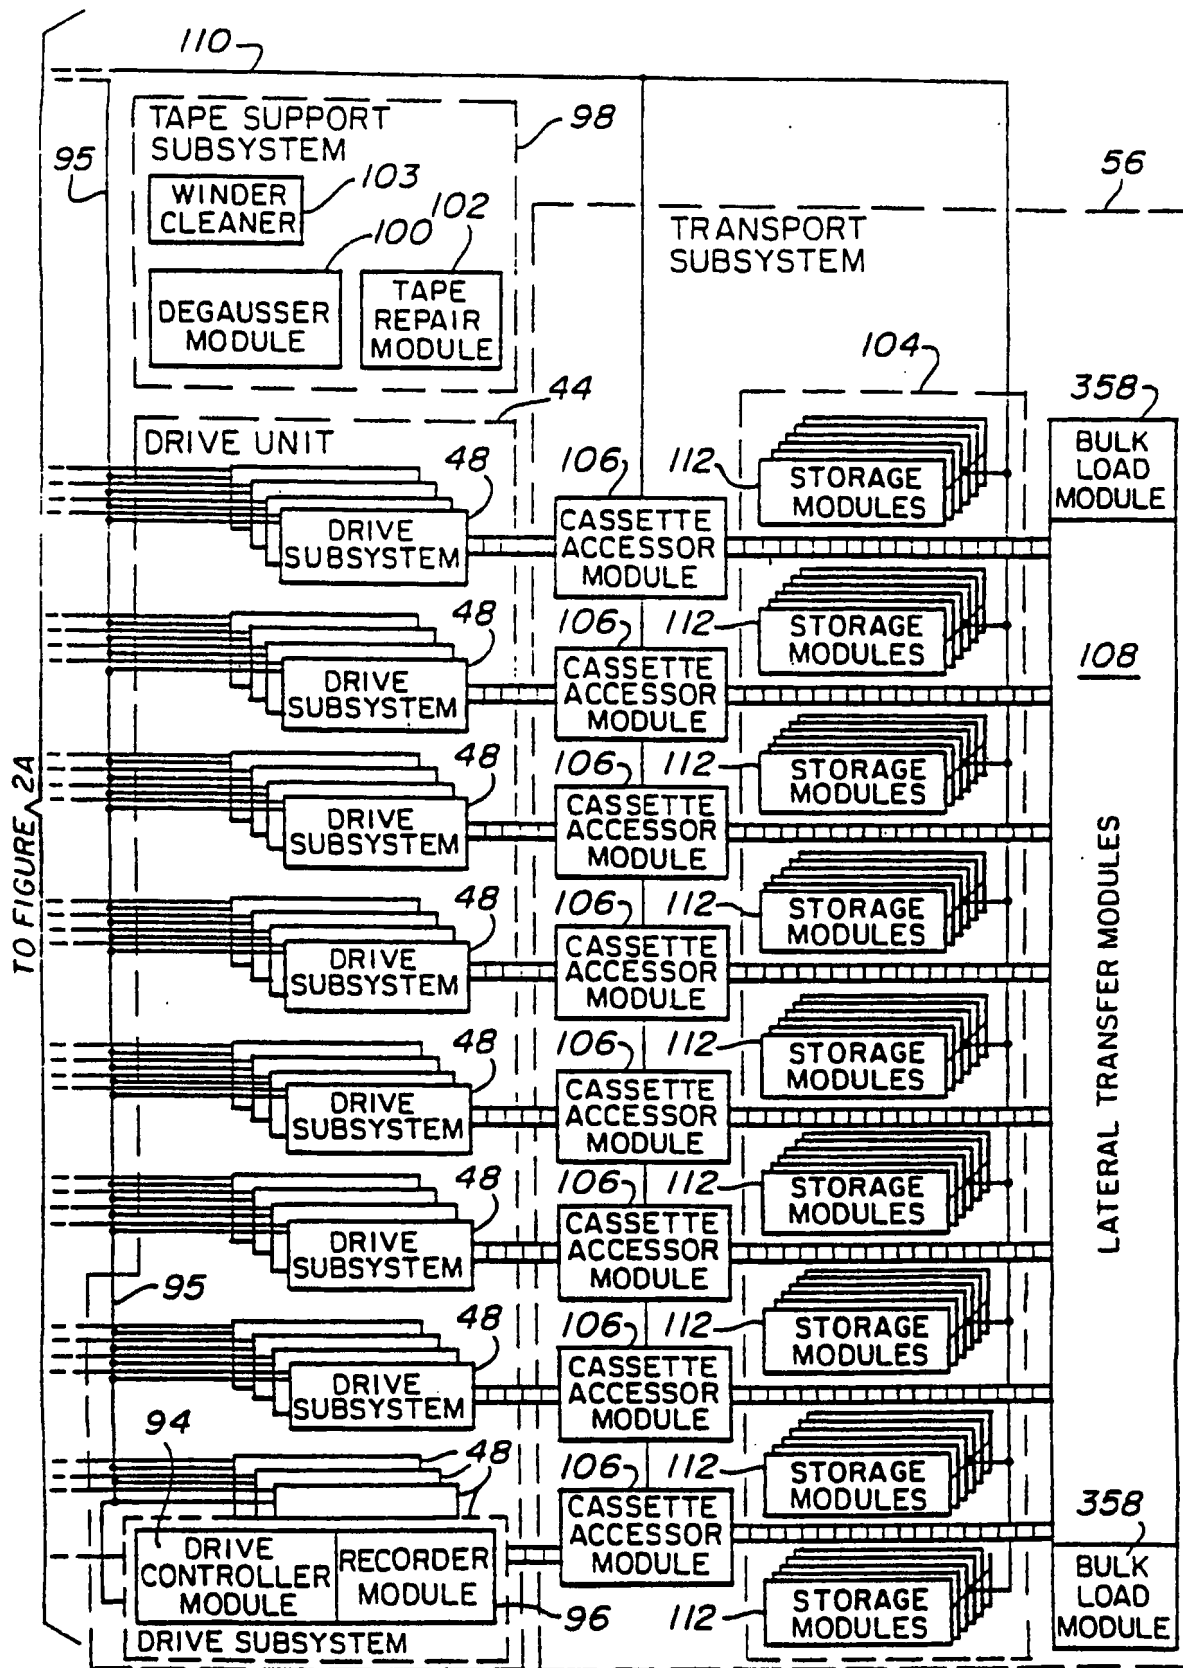 110
TAPE SUPPORT
SUBSYSTEM
98
95
WINDER
CLEANER
103
102
100
DEGAUSSER
MODULE
TAPE
REPAIR
MODULE
56
TRANSPORT
SUBSYSTEM
104
44
DRIVE UNIT
358
BULK
LOAD
MODULE
48
DRIVE
SUBSYSTEM
106
CASSETTE
ACCESSOR
MODULE
112
STORAGE
MODULES
48
DRIVE
SUBSYSTEM
106
CASSETTE
ACCESSOR
MODULE
112
STORAGE
MODULES
108
48
DRIVE
SUBSYSTEM
106
CASSETTE
ACCESSOR
MODULE
112
STORAGE
MODULES
TO FIGURE 2A
48
DRIVE
SUBSYSTEM
106
CASSETTE
ACCESSOR
MODULE
112
STORAGE
MODULES
LATERAL TRANSFER MODULES
48
DRIVE
SUBSYSTEM
106
CASSETTE
ACCESSOR
MODULE
112
STORAGE
MODULES
48
DRIVE
SUBSYSTEM
106
CASSETTE
ACCESSOR
MODULE
112
STORAGE
MODULES
95
48
DRIVE
SUBSYSTEM
106
CASSETTE
ACCESSOR
MODULE
112
STORAGE
MODULES
94
48
DRIVE
CONTROLLER
MODULE
RECORDER
MODULE
96
DRIVE SUBSYSTEM
106
CASSETTE
ACCESSOR
MODULE
112
STORAGE
MODULES
112
STORAGE
MODULES
358
BULK
LOAD
MODULE